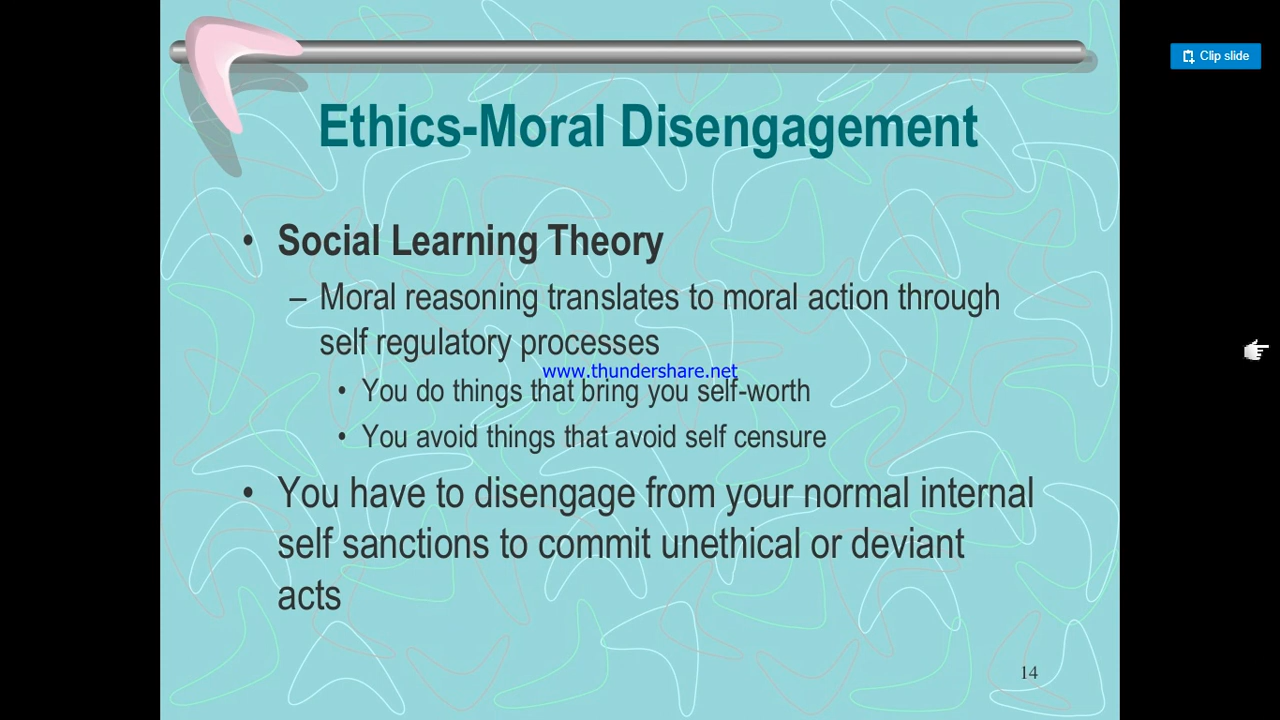 Clip slide
Ethics-Moral Disengagement
• Social Learning Theory
– Moral reasoning translates to moral action through
self regulatory processes
www.thundershare.net
• You do things that bring you self-worth
• You avoid things that avoid self censure
• You have to disengage from your normal internal
self sanctions to commit unethical or deviant
acts
14